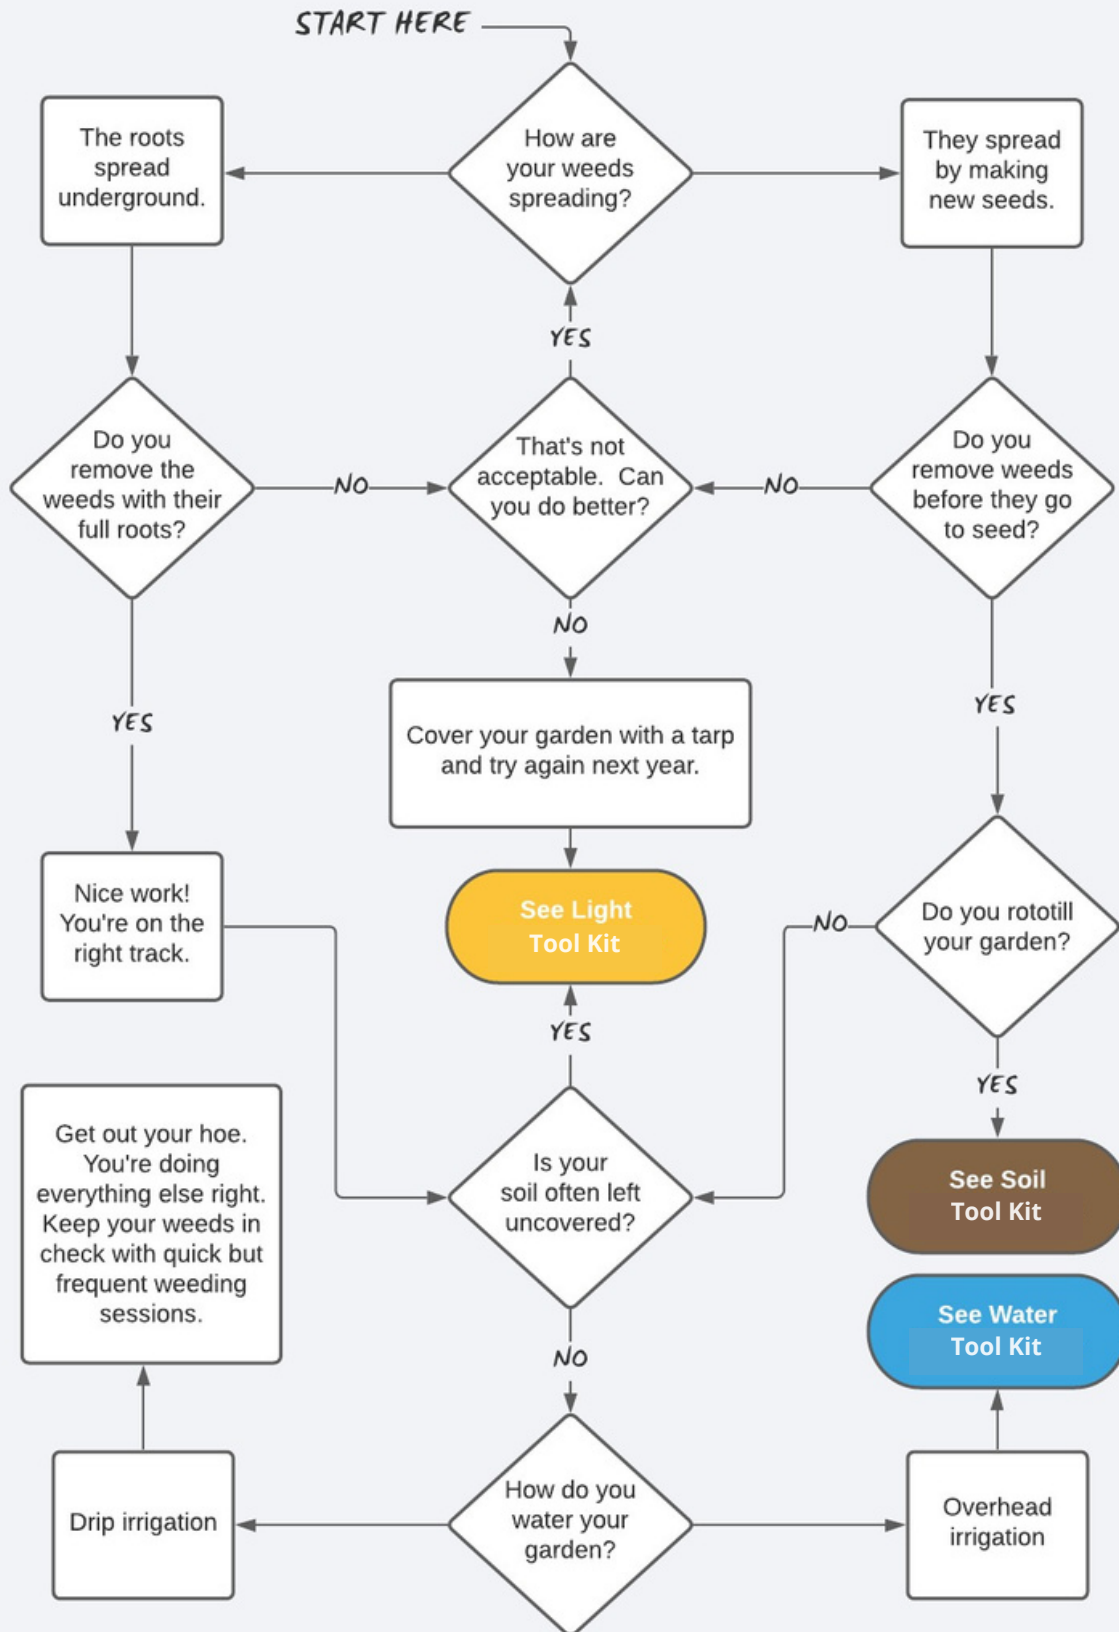 START HERE
How are
your weeds
spreading?
The roots
spread
underground.
They spread
by making
new seeds.
YES
Do you
remove the
weeds with their
full roots?
NO
That's not
acceptable. Can
you do better?
NO
Do you
remove weeds
before they go
to seed?
NO
YES
YES
Cover your garden with a tarp
and try again next year.
Nice work!
You're on the
right track.
See Light
Tool Kit
NO
Do you rototill
your garden?
YES
YES
Get out your hoe.
You're doing
everything else right.
Keep your weeds in
check with quick but
frequent weeding
sessions.
Is your
soil often left
uncovered?
See Soil
Tool Kit
See Water
Tool Kit
NO
Drip irrigation
How do you
water your
garden?
Overhead
irrigation